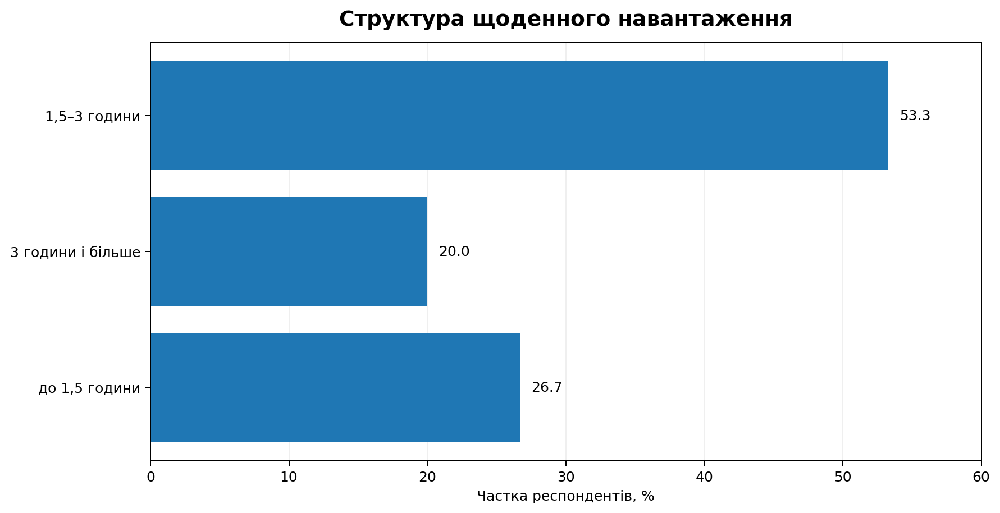 Структура щоденного навантаження
1,5–3 години
53.3
3 години і більше
20.0
до 1,5 години
26.7
0 10 20 30 40 50 60
Частка респондентів, %